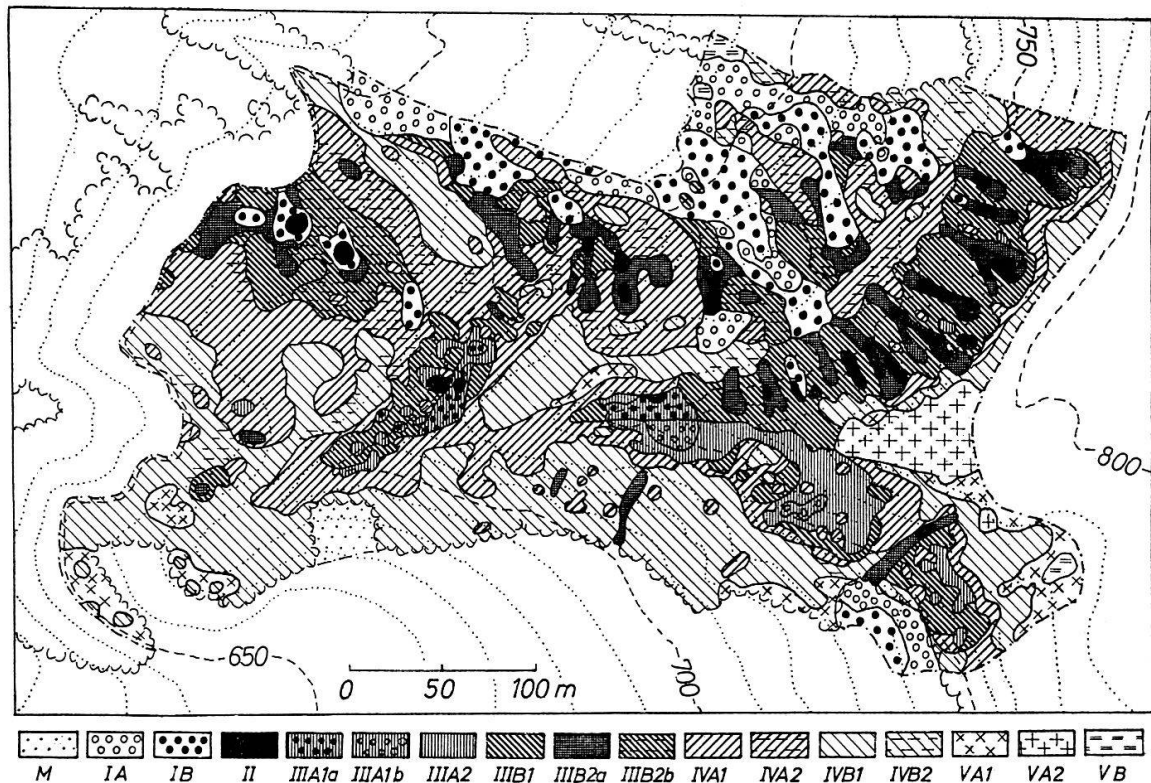 750
800
650
700
0 50 100 m
M IA IB II IIIA1a IIIA1b IIIA2 IIIB1 IIIB2a IIIB2b IVA1 IVA2 IVB1 IVB2 VA1 VA2 VB